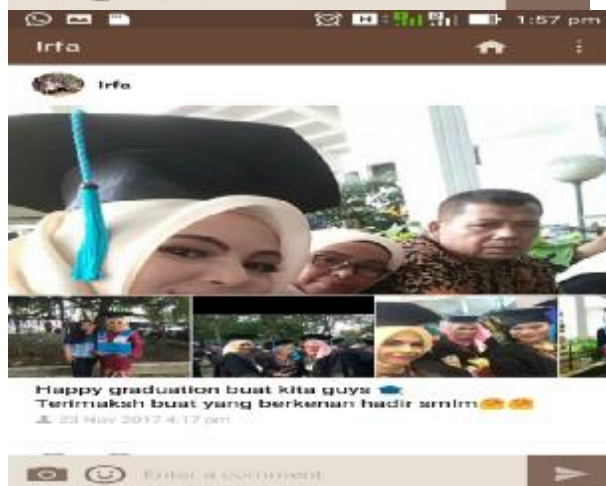 1:57 pm
Irfa
Irfa
Happy graduation buat kita guys
Terimaksh buat yang berkenan hadir smlm
23 Nov 2017 4:17 pm
Enter a comment